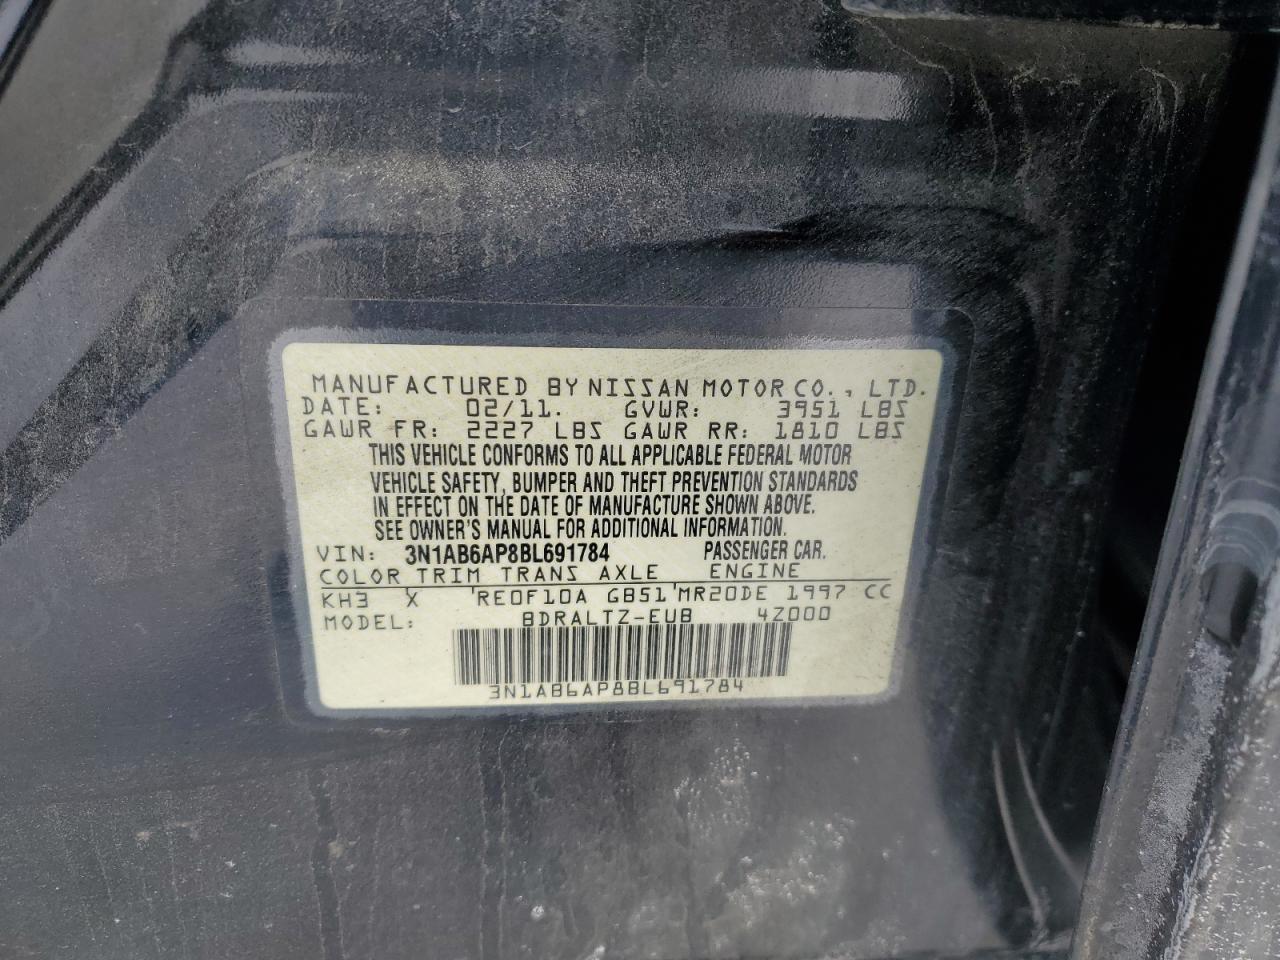 MANUFACTURED BY NISSAN MOTOR CO., LTD.
DATE: 02/11. GVWR: 3951 LBS
GAWR FR: 2227 LBS GAWR RR: 1810 LBS
THIS VEHICLE CONFORMS TO ALL APPLICABLE FEDERAL MOTOR
VEHICLE SAFETY, BUMPER AND THEFT PREVENTION STANDARDS
IN EFFECT ON THE DATE OF MANUFACTURE SHOWN ABOVE.
SEE OWNER'S MANUAL FOR ADDITIONAL INFORMATION.
VIN: 3N1AB6AP8BL691784 PASSENGER CAR.
COLOR TRIM TRANS AXLE ENGINE
KH3 X 'RE0F10A GB51'MR20DE 1997 CC
MODEL: BDRALTZ-EUB 4Z000
3N1AB6AP8BL691784